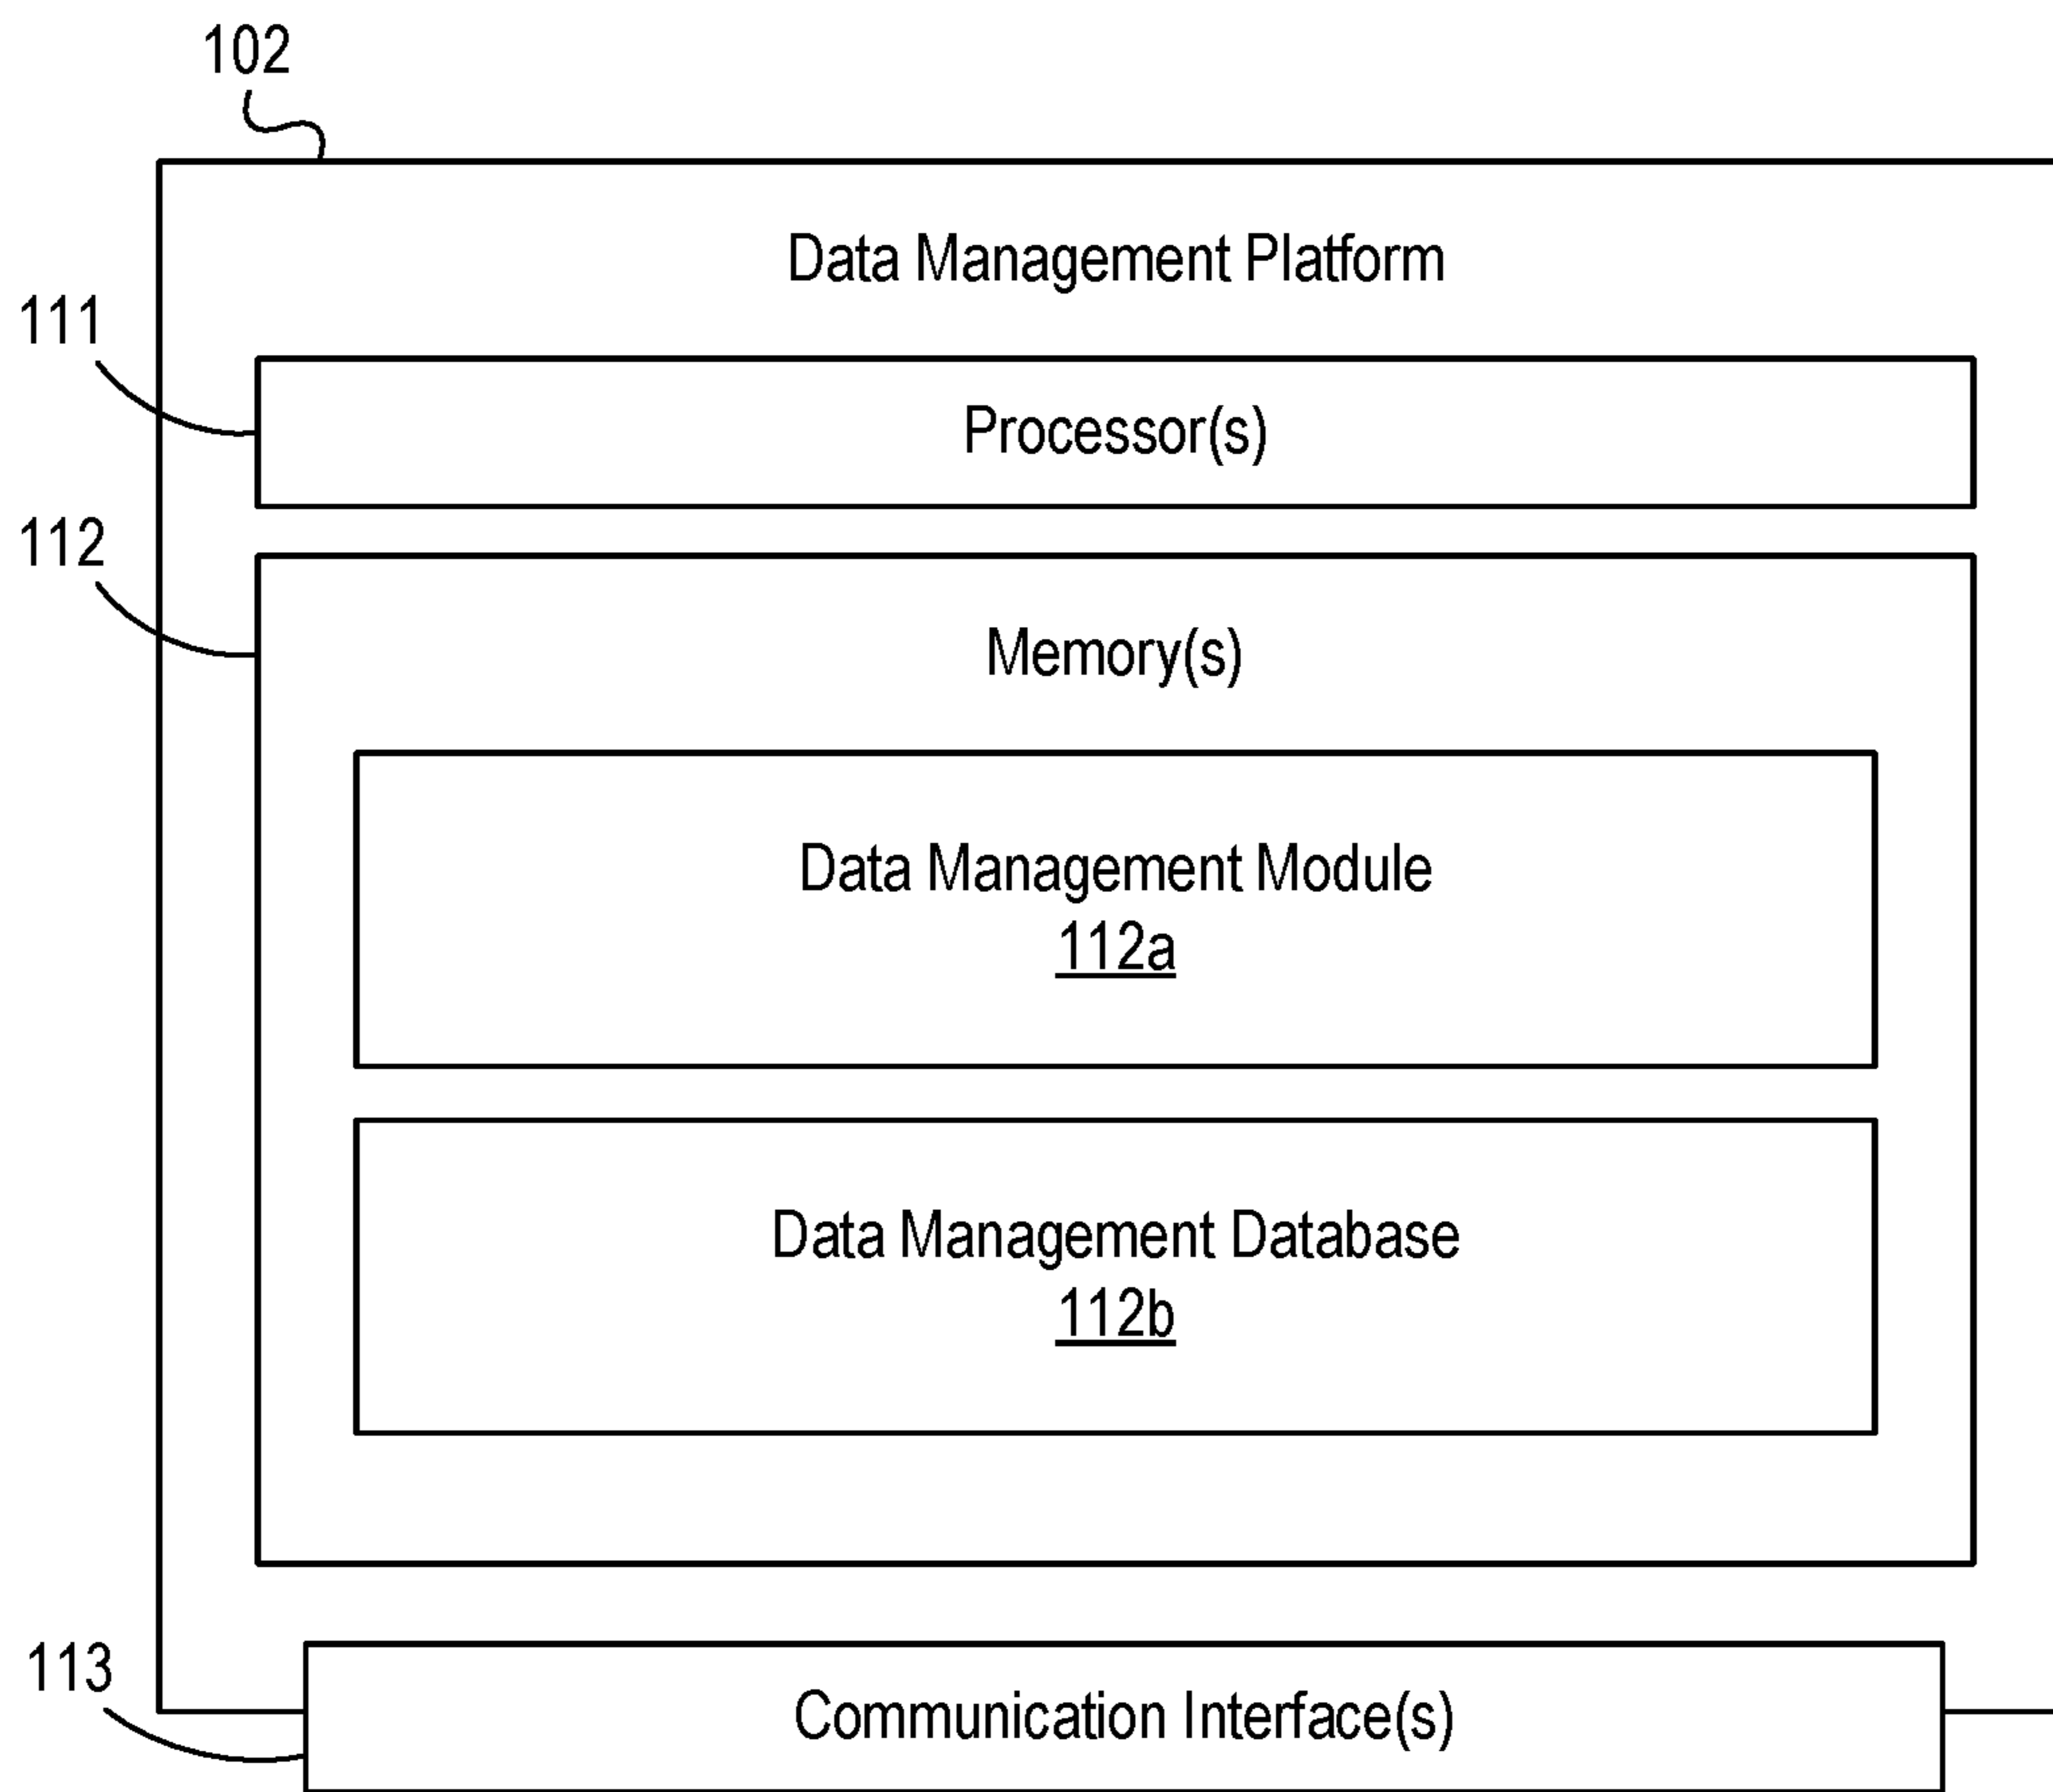 102
Data Management Platform
111
Processor(s)
112
Memory(s)
Data Management Module
112a
Data Management Database
112b
113
Communication Interface(s)